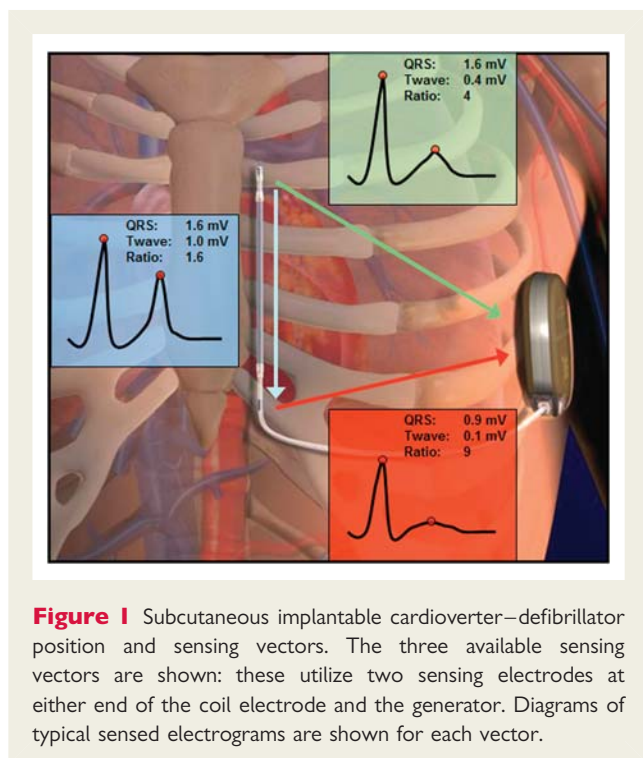 QRS: 1.6 mV
Twave: 0.4 mV
Ratio: 4
QRS: 1.6 mV
Twave: 1.0 mV
Ratio: 1.6
QRS: 0.9 mV
Twave: 0.1 mV
Ratio: 9
Figure 1 Subcutaneous implantable cardioverter–defibrillator
position and sensing vectors. The three available sensing
vectors are shown: these utilize two sensing electrodes at
either end of the coil electrode and the generator. Diagrams of
typical sensed electrograms are shown for each vector.